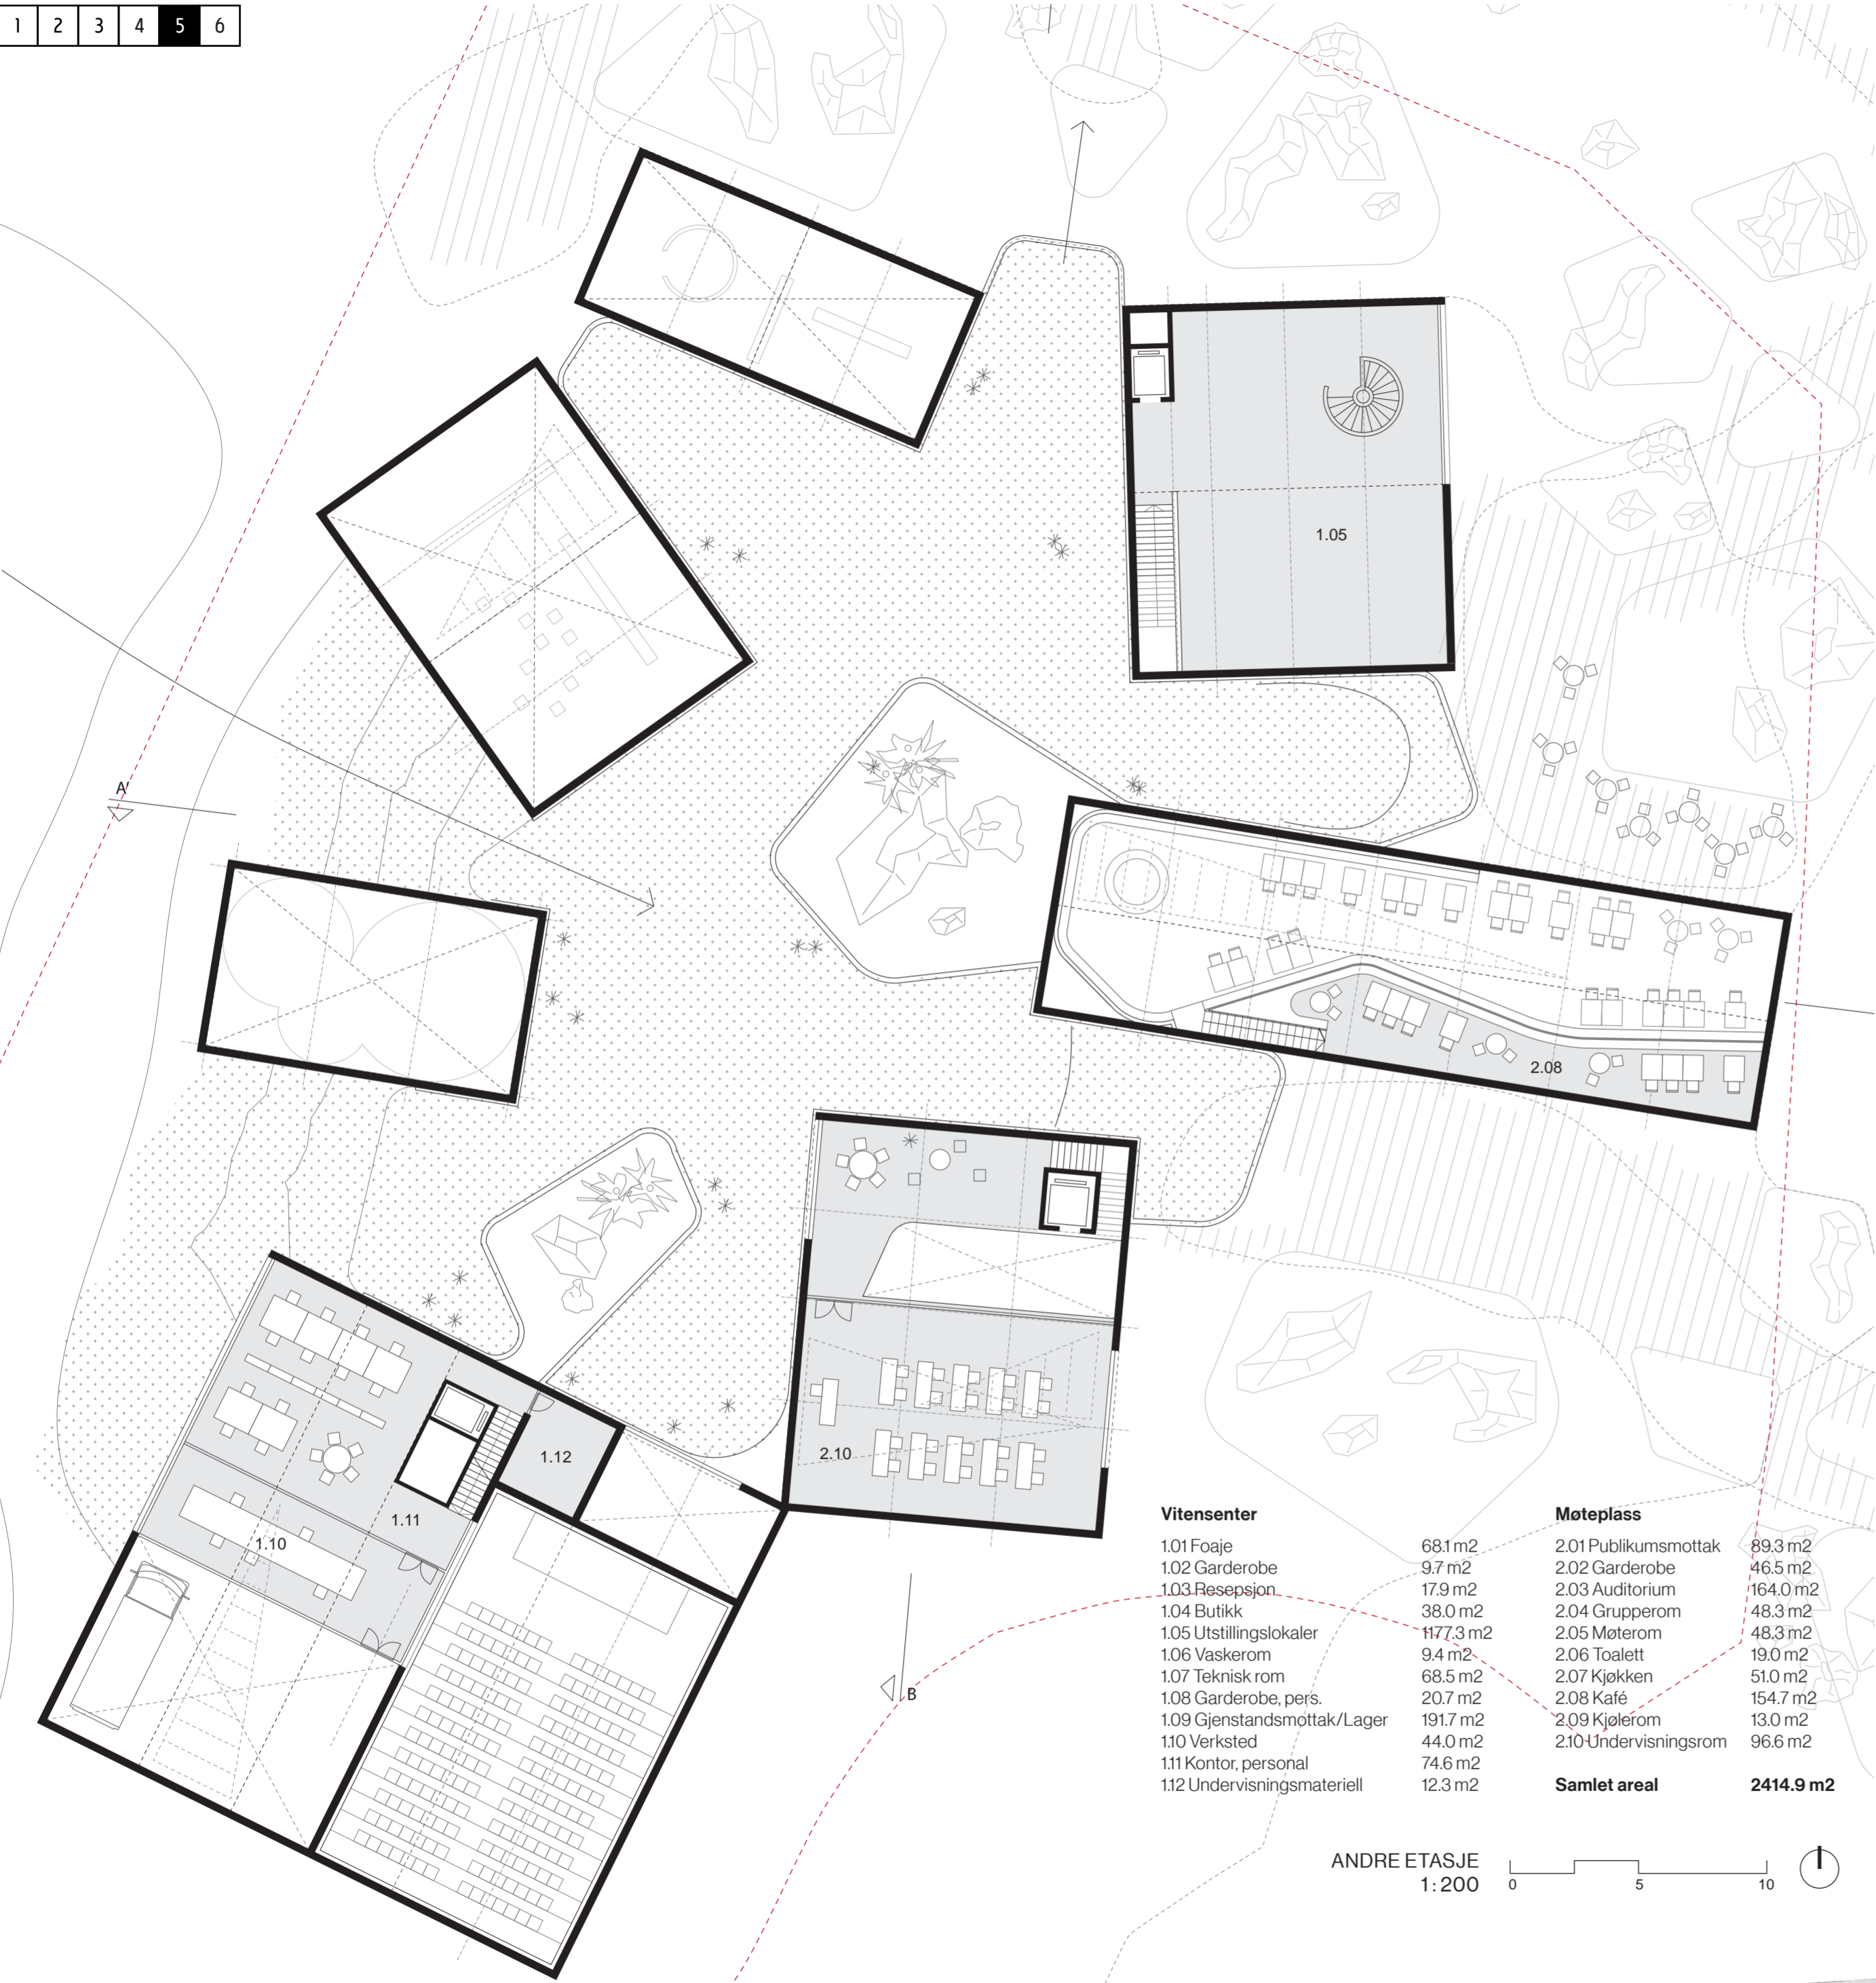 1 2 3 4 5 6
1.05
A'
2.08
1.12
2.10
1.11
1.10
B
Vitensenter
1.01 Foaje 68.1 m2
1.02 Garderobe 9.7 m2
1.03 Resepsjon 17.9 m2
1.04 Butikk 38.0 m2
1.05 Utstillingslokaler 1177.3 m2
1.06 Vaskerom 9.4 m2
1.07 Teknisk rom 68.5 m2
1.08 Garderobe, pers. 20.7 m2
1.09 Gjenstandsmottak/Lager 191.7 m2
1.10 Verksted 44.0 m2
1.11 Kontor, personal 74.6 m2
1.12 Undervisningsmateriell 12.3 m2
Møteplass
2.01 Publikumsmottak 89.3 m2
2.02 Garderobe 46.5 m2
2.03 Auditorium 164.0 m2
2.04 Grupperom 48.3 m2
2.05 Møterom 48.3 m2
2.06 Toalett 19.0 m2
2.07 Kjøkken 51.0 m2
2.08 Kafé 154.7 m2
2.09 Kjølerom 13.0 m2
2.10 Undervisningsrom 96.6 m2
Samlet areal 2414.9 m2
ANDRE ETASJE
1:200
0 5 10